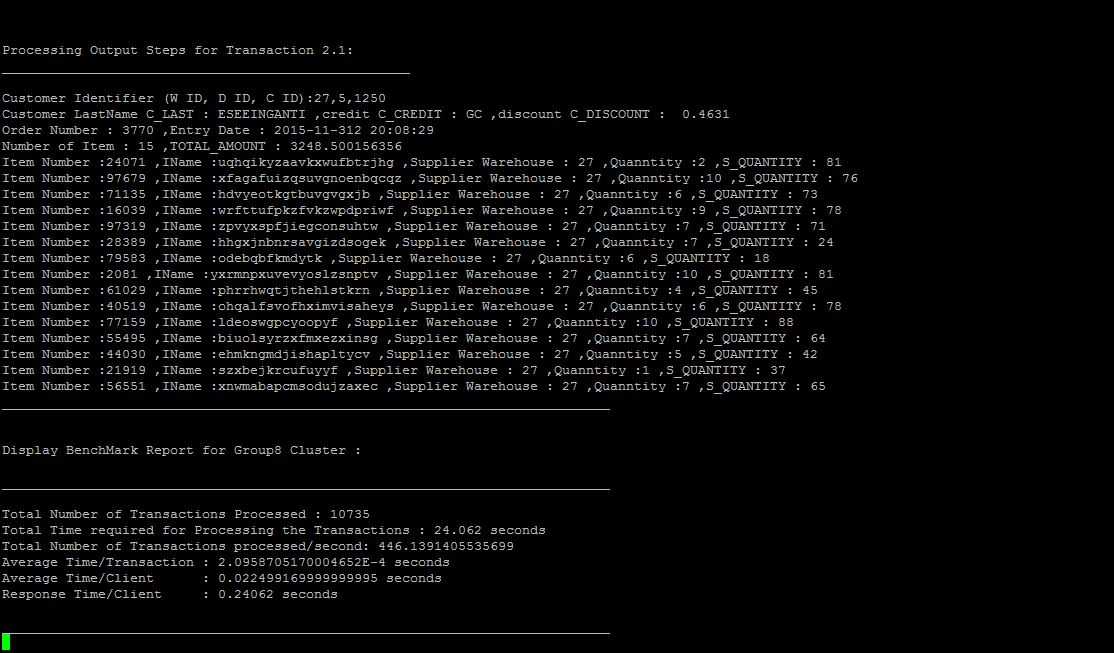 Processing Output Steps for Transaction 2.1:
Customer Identifier (W ID, D ID, C ID):27,5,1250
Customer LastName C_LAST : ESEEINGANTI ,credit C_CREDIT : GC ,discount C_DISCOUNT :  0.4631
Order Number : 3770 ,Entry Date : 2015-11-312 20:08:29
Number of Item : 15 ,TOTAL_AMOUNT : 3248.500156356
Item Number :24071 ,IName :uqhqikyzaavkxwufbtrjhg ,Supplier Warehouse : 27 ,Quanntity :2 ,S_QUANTITY : 81
Item Number :97679 ,IName :xfagafuizqsuvgnoenbqcqz ,Supplier Warehouse : 27 ,Quanntity :10 ,S_QUANTITY : 76
Item Number :71135 ,IName :hdvyeotkgtbuvgvgxjb ,Supplier Warehouse : 27 ,Quanntity :6 ,S_QUANTITY : 73
Item Number :16039 ,IName :wrfttufpkzfvkzwpdpriwf ,Supplier Warehouse : 27 ,Quanntity :9 ,S_QUANTITY : 78
Item Number :97319 ,IName :zpvyxspfjiegconsuhtw ,Supplier Warehouse : 27 ,Quanntity :7 ,S_QUANTITY : 71
Item Number :28389 ,IName :hhgxjnbnrsavgizdsogek ,Supplier Warehouse : 27 ,Quanntity :7 ,S_QUANTITY : 24
Item Number :79583 ,IName :odebqbfkmdytk ,Supplier Warehouse : 27 ,Quanntity :6 ,S_QUANTITY : 18
Item Number :2081 ,IName :yxrmnpxuvevyoslzsnptv ,Supplier Warehouse : 27 ,Quanntity :10 ,S_QUANTITY : 81
Item Number :61029 ,IName :phrrhwqtjthehlstkrn ,Supplier Warehouse : 27 ,Quanntity :4 ,S_QUANTITY : 45
Item Number :40519 ,IName :ohqalfsvofhximvisaheys ,Supplier Warehouse : 27 ,Quanntity :6 ,S_QUANTITY : 78
Item Number :77159 ,IName :ldeoswgpcyoopyf ,Supplier Warehouse : 27 ,Quanntity :10 ,S_QUANTITY : 88
Item Number :55495 ,IName :biuolsyrzxfmxezxinsg ,Supplier Warehouse : 27 ,Quanntity :7 ,S_QUANTITY : 64
Item Number :44030 ,IName :ehmkngmdjishapltycv ,Supplier Warehouse : 27 ,Quanntity :5 ,S_QUANTITY : 42
Item Number :21919 ,IName :szxbejkrcufuyyf ,Supplier Warehouse : 27 ,Quanntity :1 ,S_QUANTITY : 37
Item Number :56551 ,IName :xnwmabapcmsodujzaxec ,Supplier Warehouse : 27 ,Quanntity :7 ,S_QUANTITY : 65
Display BenchMark Report for Group8 Cluster :
Total Number of Transactions Processed : 10735
Total Time required for Processing the Transactions : 24.062 seconds
Total Number of Transactions processed/second: 446.1391405535699
Average Time/Transaction : 2.0958705170004652E-4 seconds
Average Time/Client      : 0.022499169999999995 seconds
Response Time/Client     : 0.24062 seconds